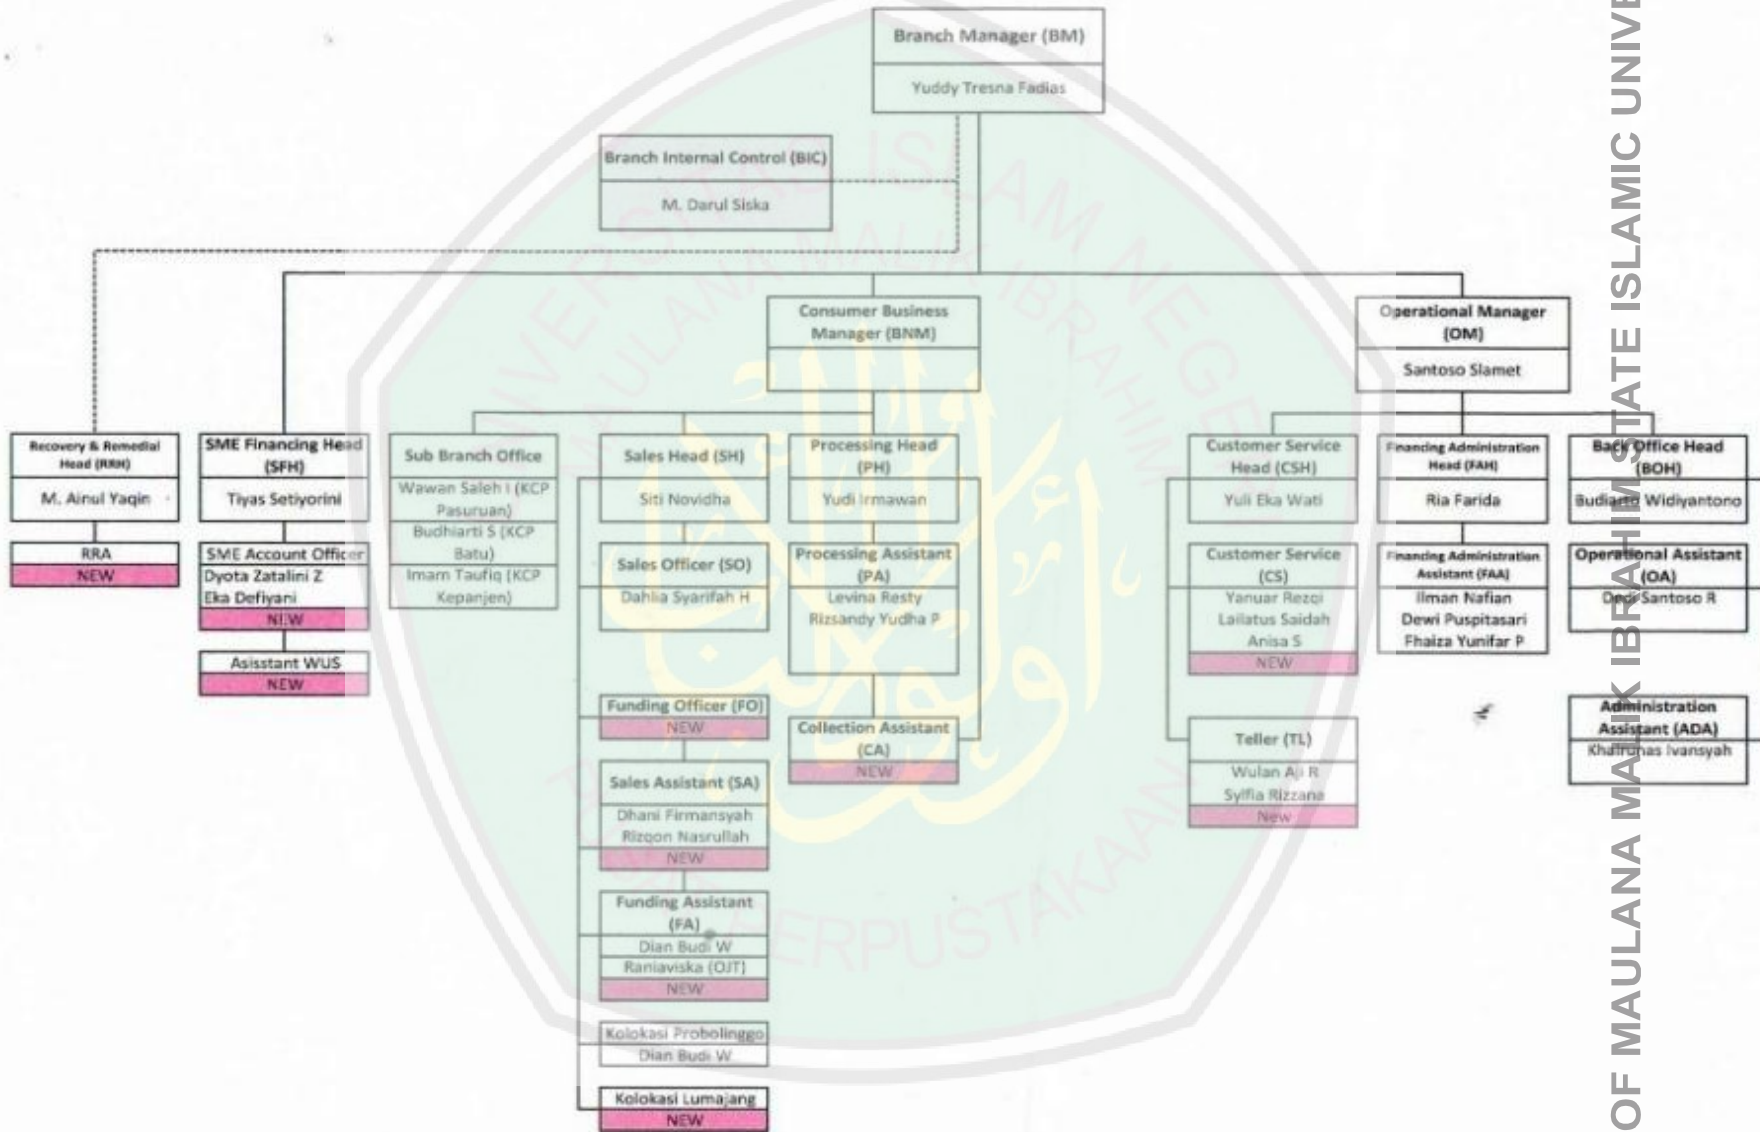 Branch Manager (BM)
Yuddy Tresna Fadias
Branch Internal Control (BIC)
M. Darul Siska
Consumer Business
Manager (BNM)
Operational Manager
(OM)
Santoso Slamet
Recovery & Remedial
Head (RRH)
M. Ainul Yaqin
RRA
NEW
SME Financing Head
(SFH)
Tiyas Setiyorini
SME Account Officer
Dyota Zatalini Z
Eka Defiyani
NEW
Asisstant WUS
NEW
Sub Branch Office
Wawan Saleh I (KCP
Pasuruan)
Budhiarti S (KCP
Batu)
Imam Taufiq (KCP
Kepanjen)
Sales Head (SH)
Siti Novidha
Sales Officer (SO)
Dahlia Syarifah H
Funding Officer (FO)
NEW
Sales Assistant (SA)
Dhani Firmansyah
Rizqon Nasrullah
NEW
Funding Assistant
(FA)
Dian Budi W
Raniaviska (OJT)
NEW
Kolokasi Probolinggo
Dian Budi W
Kolokasi Lumajang
NEW
Processing Head
(PH)
Yudi Irmawan
Processing Assistant
(PA)
Levina Resty
Rizsandy Yudha P
Collection Assistant
(CA)
NEW
Customer Service
Head (CSH)
Yuli Eka Wati
Customer Service
(CS)
Yanuar Rezqi
Lailatus Saidah
Anisa S
NEW
Teller (TL)
Wulan Aji R
Sylfia Rizzana
New
Financing Administration
Head (FAH)
Ria Farida
Financing Administration
Assistant (FAA)
Ilman Nafian
Dewi Puspitasari
Fhaiza Yunifar P
Back Office Head
(BOH)
Budiarto Widiyantono
Operational Assistant
(OA)
Dedi Santoso R
Administration
Assistant (ADA)
Khairunas Ivansyah
UNIVERSITAS ISLAM NEGERI
MAULANA MALIK IBRAHIM
PUSAT PERPUSTAKAAN
OF MAULANA MALIK IBRAHIM STATE ISLAMIC UNIVE